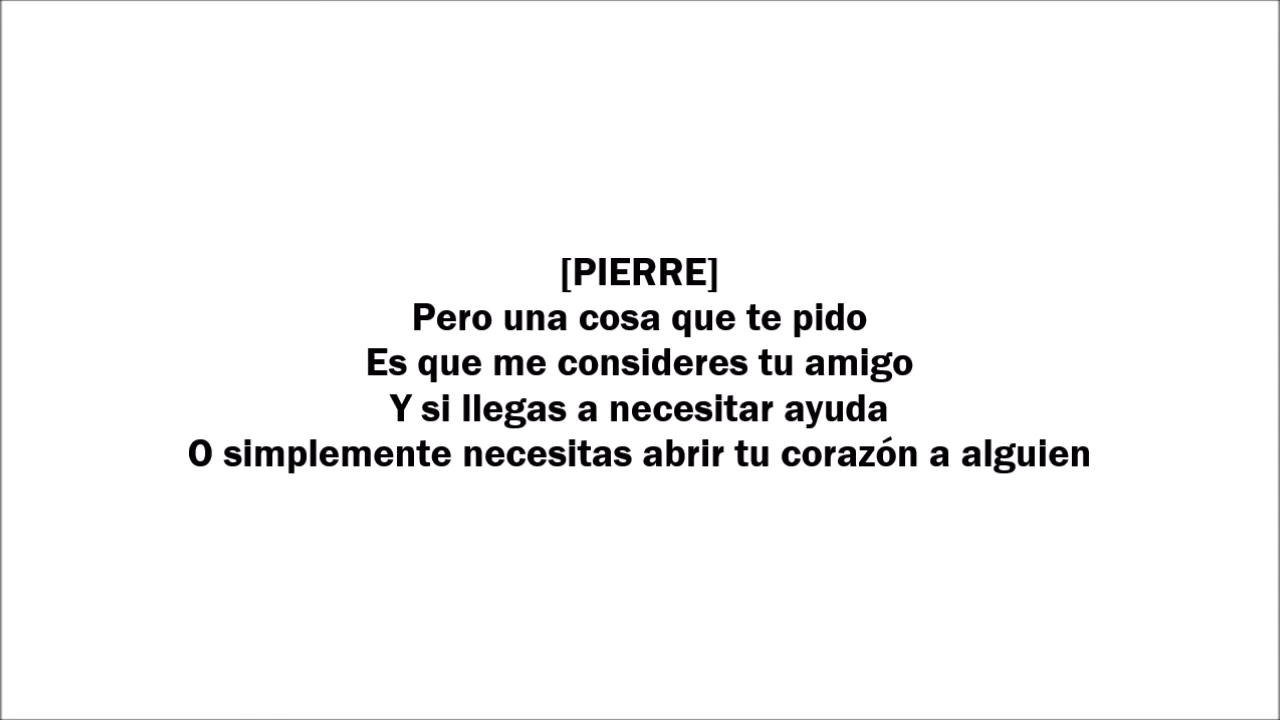 [PIERRE]
Pero una cosa que te pido
Es que me consideres tu amigo
Y si llegas a necesitar ayuda
O simplemente necesitas abrir tu corazón a alguien